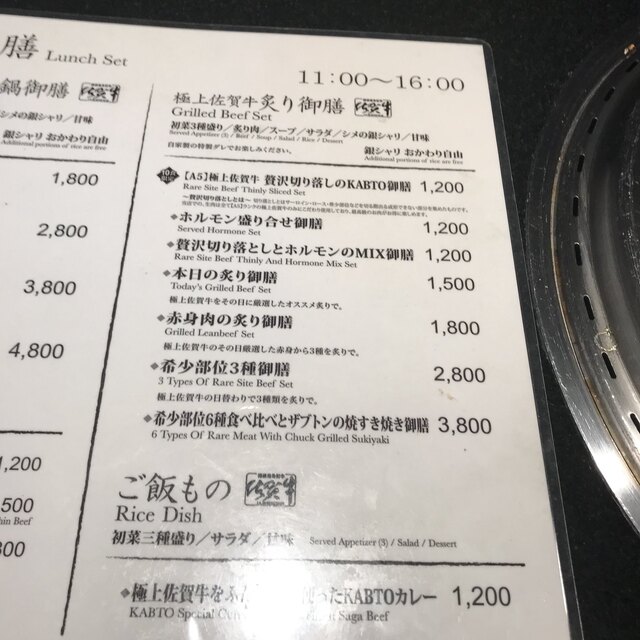 膳 Lunch Set
11:00～16:00
鍋御膳
シメの銀シャリ／甘味
銀シャリ おかわり自由
Additional portions of rice are free
1,800
2,800
3,800
4,800
1,200
500
hin Beef
800
極上佐賀牛炙り御膳
Grilled Beef Set
初菜3種盛り／炙り肉／スープ／サラダ／シメの銀シャリ／甘味
Served Appetizer (3) / Beef / Soup / Salad / Rice / Dessert
自家製の特製ダレでお楽しみください。
銀シャリ おかわり自由
Additional portions of rice are free
[A5]極上佐賀牛 贅沢切り落しのKABTO御膳 1,200
Rare Site Beef Thinly Sliced Set
◆ホルモン盛り合せ御膳 1,200
Served Hormone Set
◆贅沢切り落としとホルモンのMIX御膳 1,200
Rare Site Beef Thinly And Hormone Mix Set
◆本日の炙り御膳 1,500
Today's Grilled Beef Set
極上佐賀牛をその日に厳選したオススメ炙りで。
◆赤身肉の炙り御膳 1,800
Grilled Leanbeef Set
極上佐賀牛のその日厳選した赤身から3種を炙りで。
◆希少部位3種御膳 2,800
3 Types Of Rare Site Beef Set
極上佐賀牛の日替わりで3種類を炙りで。
◆希少部位6種食べ比べとザブトンの焼すき焼き御膳 3,800
6 Types Of Rare Meat With Chuck Grilled Sukiyaki
ご飯もの
Rice Dish
初菜三種盛り／サラダ／甘味 Served Appetizer (3) / Salad / Dessert
◆極上佐賀牛をふ ったKABTOカレー 1,200
KABTO Special Saga Beef